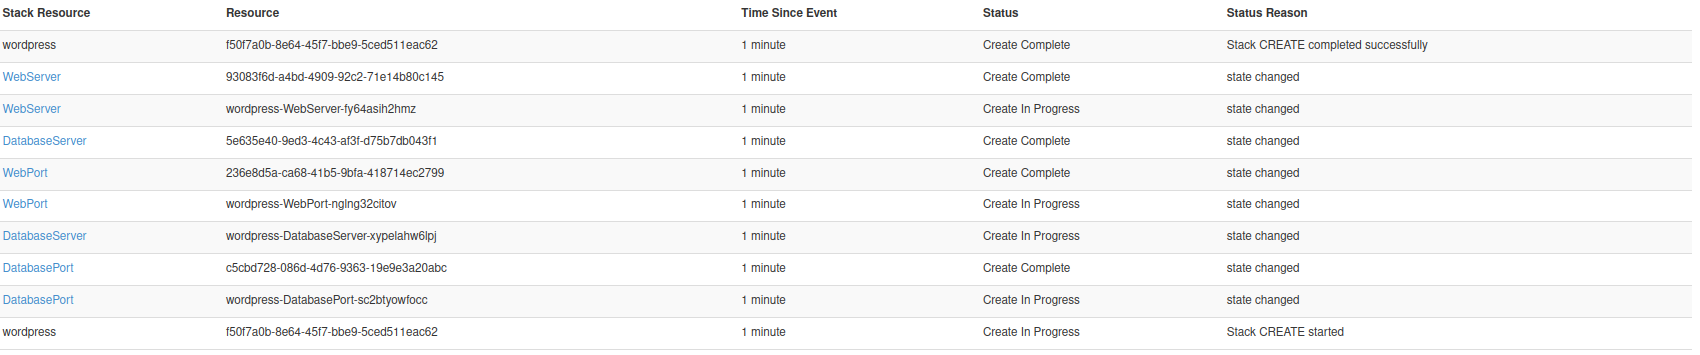 Stack Resource Resource Time Since Event Status Status Reason
wordpress f50f7a0b-8e64-45f7-bbe9-5ced511eac62 1 minute Create Complete Stack CREATE completed successfully
WebServer 93083f6d-a4bd-4909-92c2-71e14b80c145 1 minute Create Complete state changed
WebServer wordpress-WebServer-fy64asih2hmz 1 minute Create In Progress state changed
DatabaseServer 5e635e40-9ed3-4c43-af3f-d75b7db043f1 1 minute Create Complete state changed
WebPort 236e8d5a-ca68-41b5-9bfa-418714ec2799 1 minute Create Complete state changed
WebPort wordpress-WebPort-nglng32citov 1 minute Create In Progress state changed
DatabaseServer wordpress-DatabaseServer-xypelahw6lpj 1 minute Create In Progress state changed
DatabasePort c5cbd728-086d-4d76-9363-19e9e3a20abc 1 minute Create Complete state changed
DatabasePort wordpress-DatabasePort-sc2btyowfocc 1 minute Create In Progress state changed
wordpress f50f7a0b-8e64-45f7-bbe9-5ced511eac62 1 minute Create In Progress Stack CREATE started